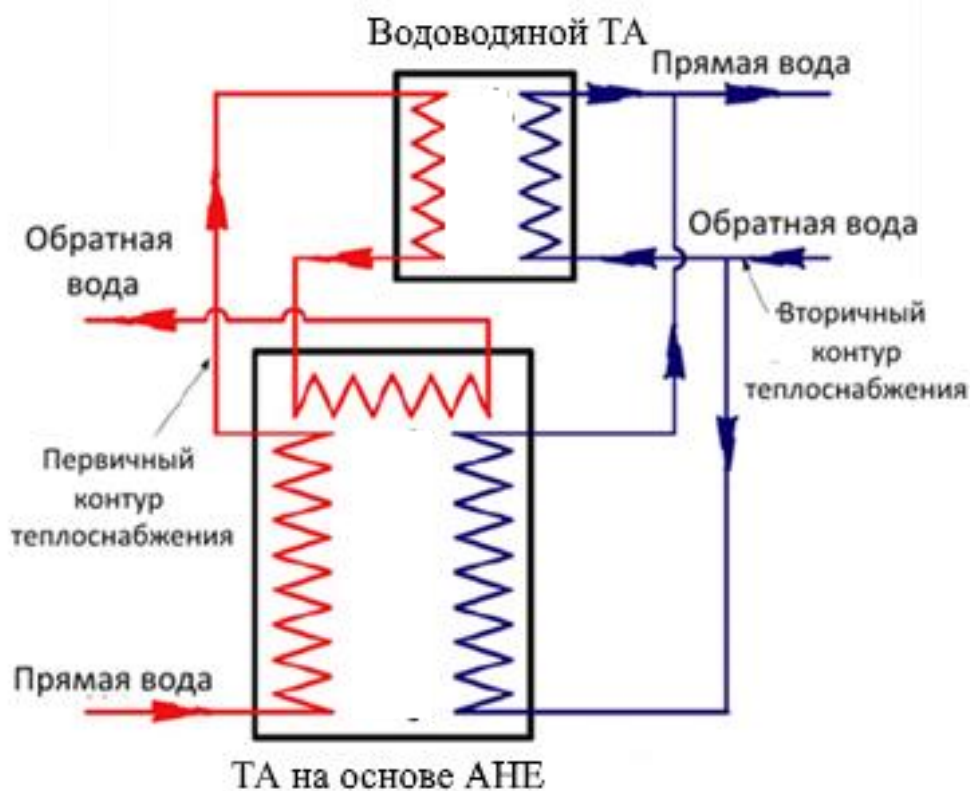 Водоводяной ТА
Прямая вода
Обратная вода
Обратная
вода
Вторичный
контур
теплоснабжения
Первичный
контур
теплоснабжения
Прямая вода
ТА на основе АНЕ